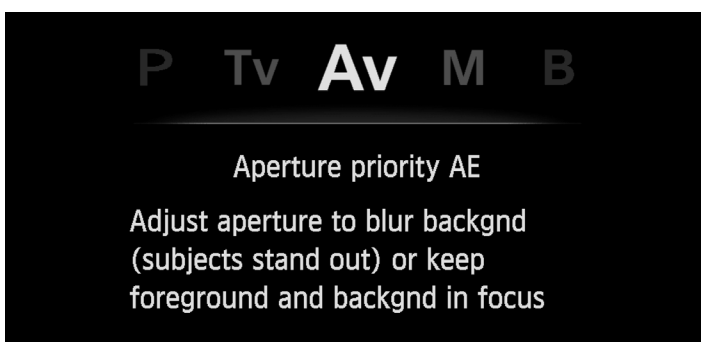 P Tv Av M B
Aperture priority AE
Adjust aperture to blur backgnd
(subjects stand out) or keep
foreground and backgnd in focus